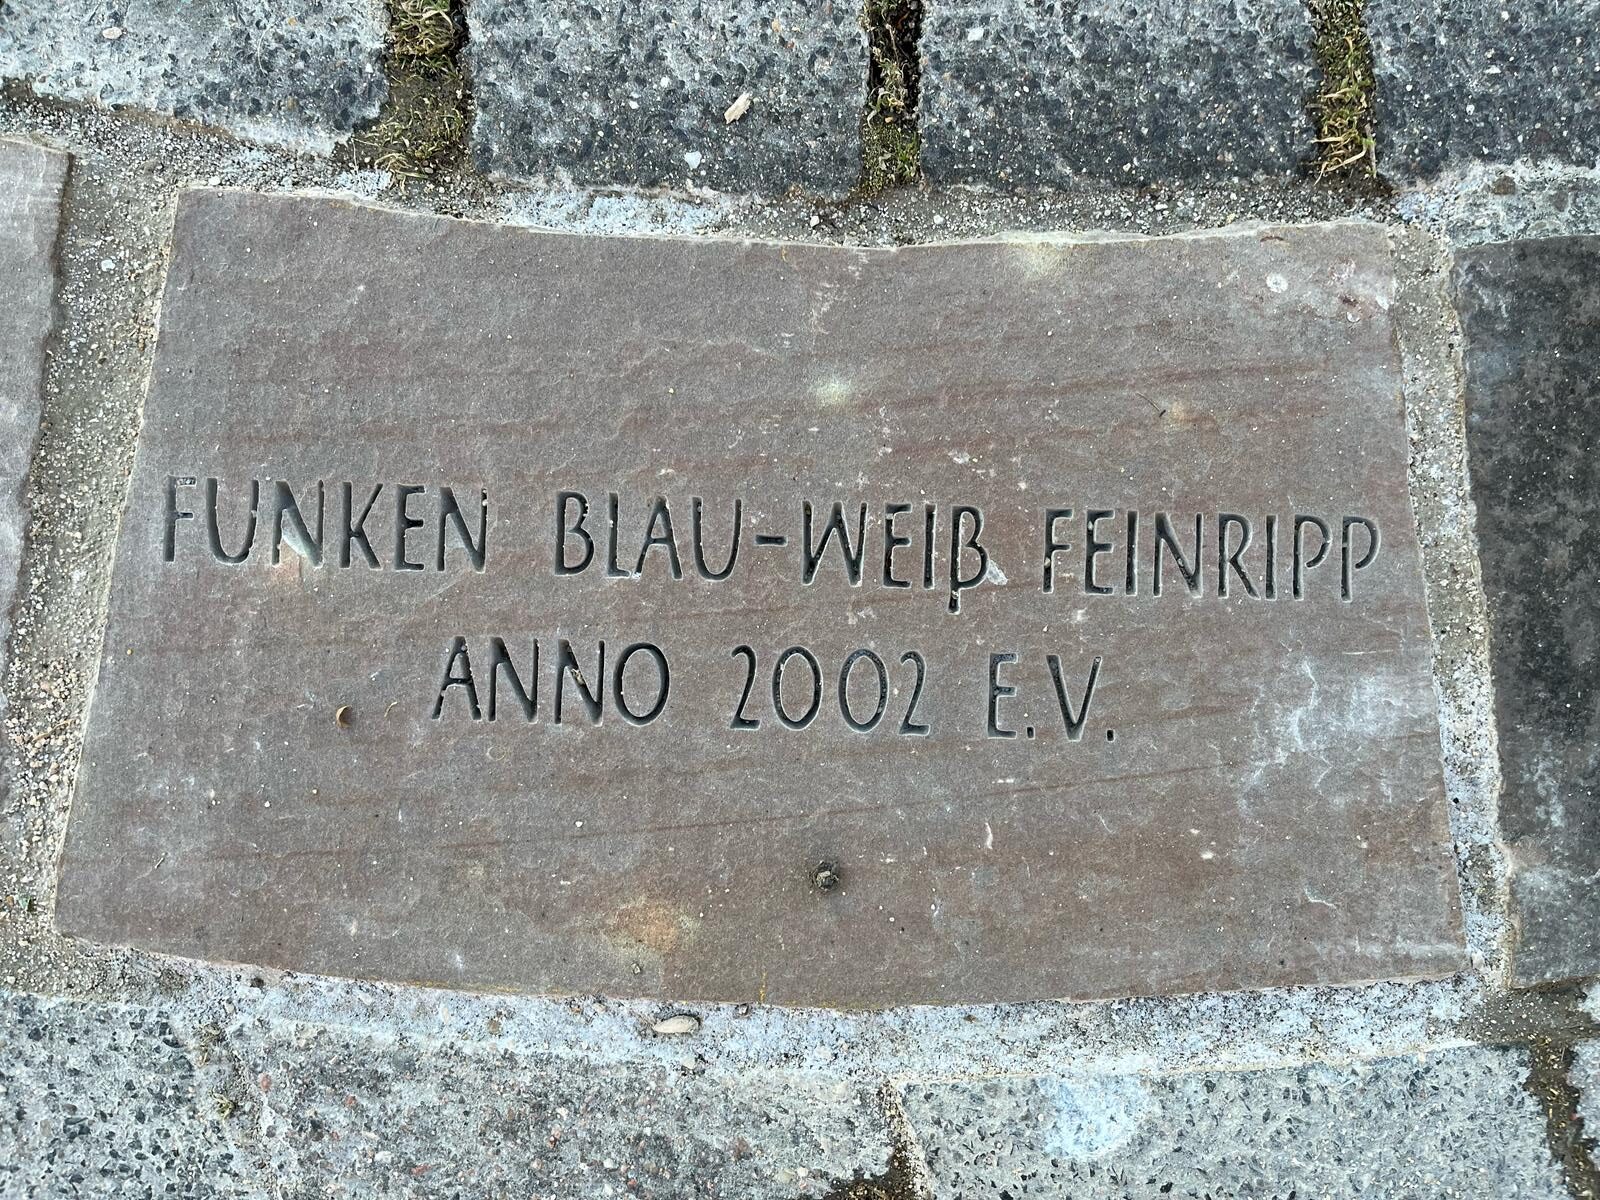 FUNKEN BLAU-WEIß FEINRIPP
ANNO 2002 E.V.